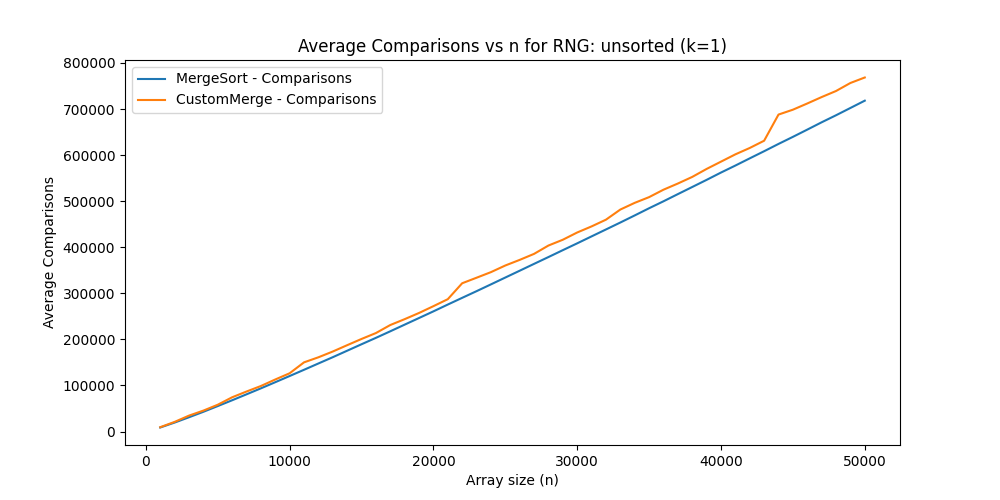 Average Comparisons vs n for RNG: unsorted (k=1)
MergeSort - Comparisons
CustomMerge - Comparisons
Average Comparisons
800000
700000
600000
500000
400000
300000
200000
100000
0
0 10000 20000 30000 40000 50000
Array size (n)